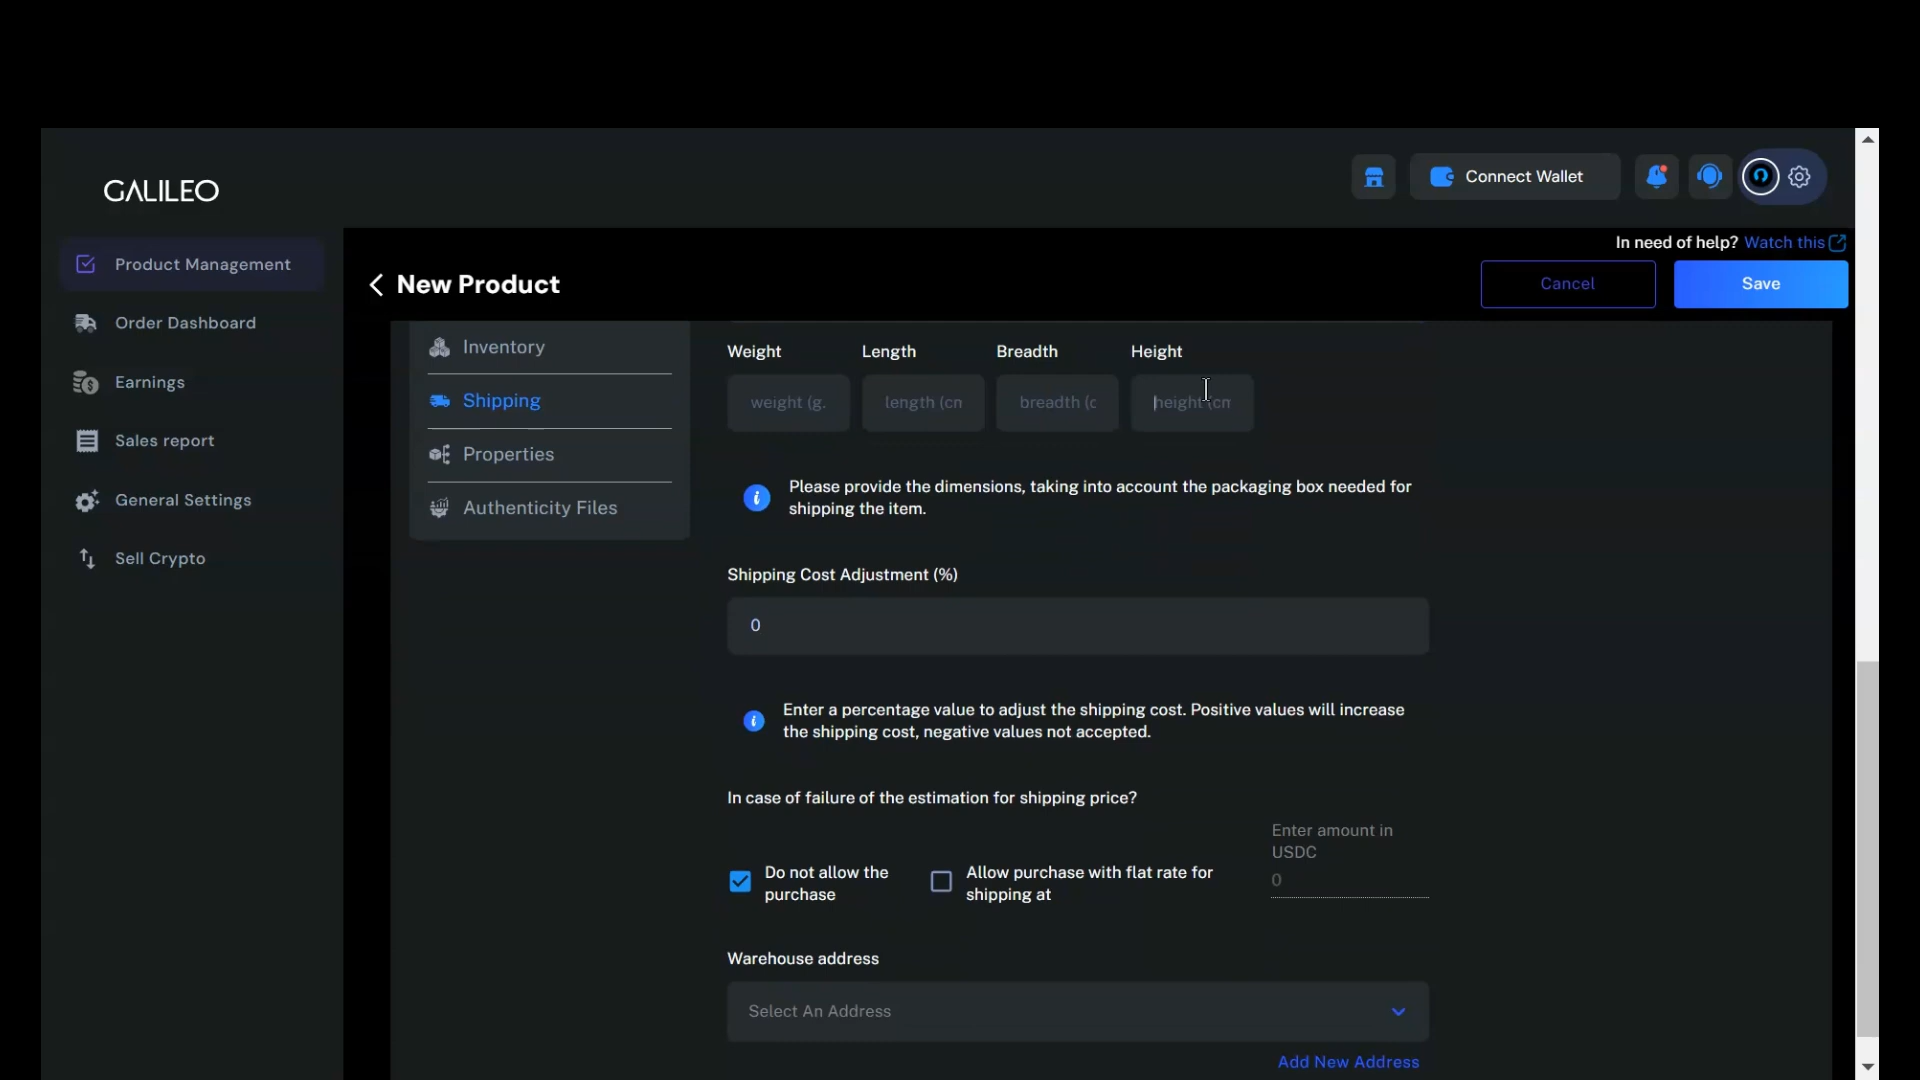 GALILEO
Connect Wallet
In need of help? Watch this
Product Management
Order Dashboard
Earnings
Sales report
General Settings
Sell Crypto
New Product
Cancel
Save
Inventory
Shipping
Properties
Authenticity Files
Weight Length Breadth Height
weight (g. length (cm breadth (c height (cm
Please provide the dimensions, taking into account the packaging box needed for
shipping the item.
Shipping Cost Adjustment (%)
0
Enter a percentage value to adjust the shipping cost. Positive values will increase
the shipping cost, negative values not accepted.
In case of failure of the estimation for shipping price?
Do not allow the
purchase
Allow purchase with flat rate for
shipping at
Enter amount in
USDC
0
Warehouse address
Select An Address
Add New Address